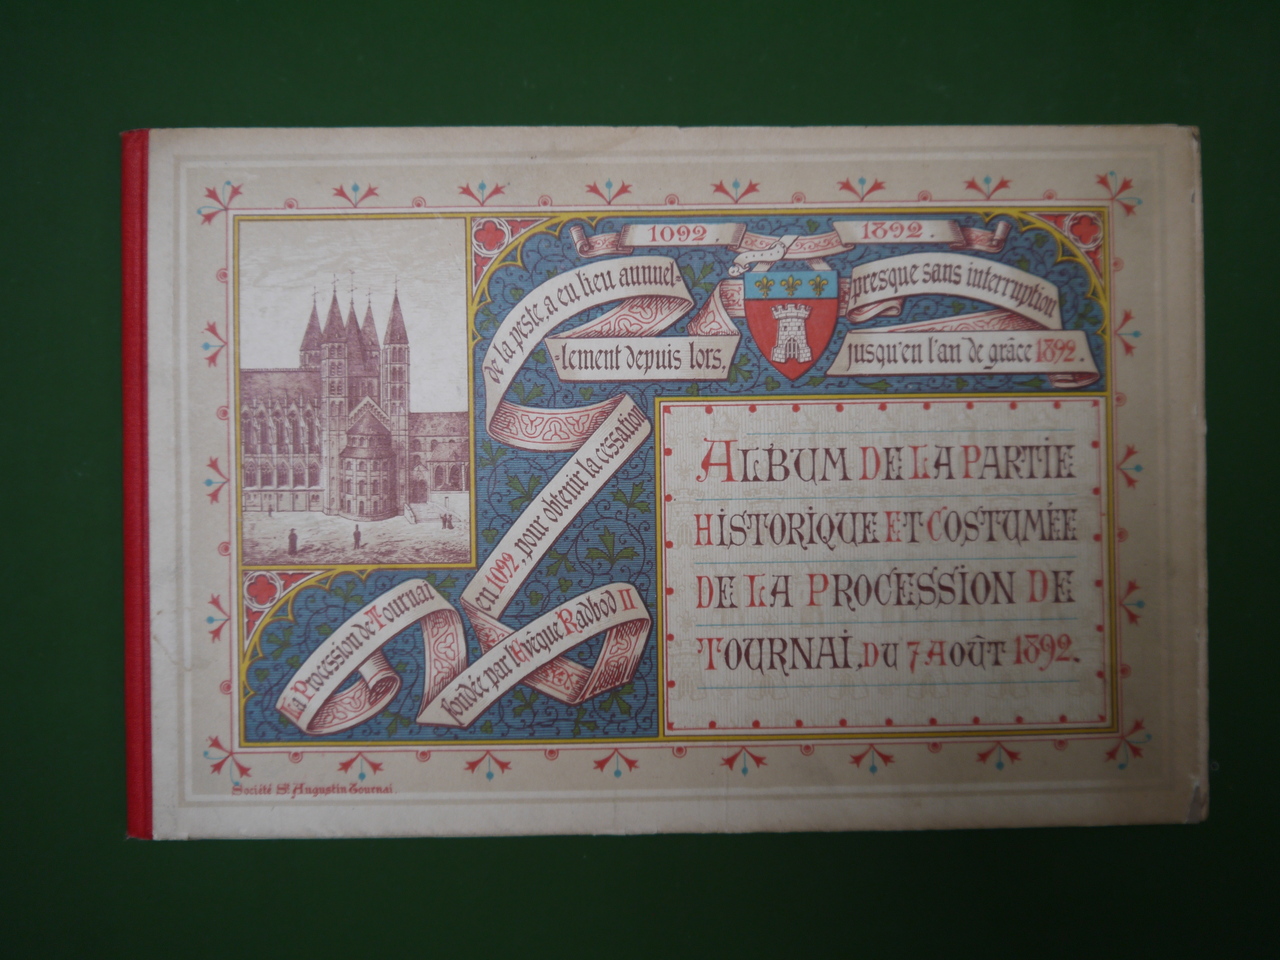 1092.
1892.
La Procession de Tournai
fondée par l'Evêque Radbod II
en 1092, pour obtenir la cessation
de la peste, a eu lieu annuel-
-lement depuis lors,
presque sans interruption
jusqu'en l'an de grâce 1892.
ALBUM DE LA PARTIE
HISTORIQUE ET COSTUMÉE
DE LA PROCESSION DE
TOURNAI, DU 7 AOÛT 1892.
Société St. Augustin Tournai.